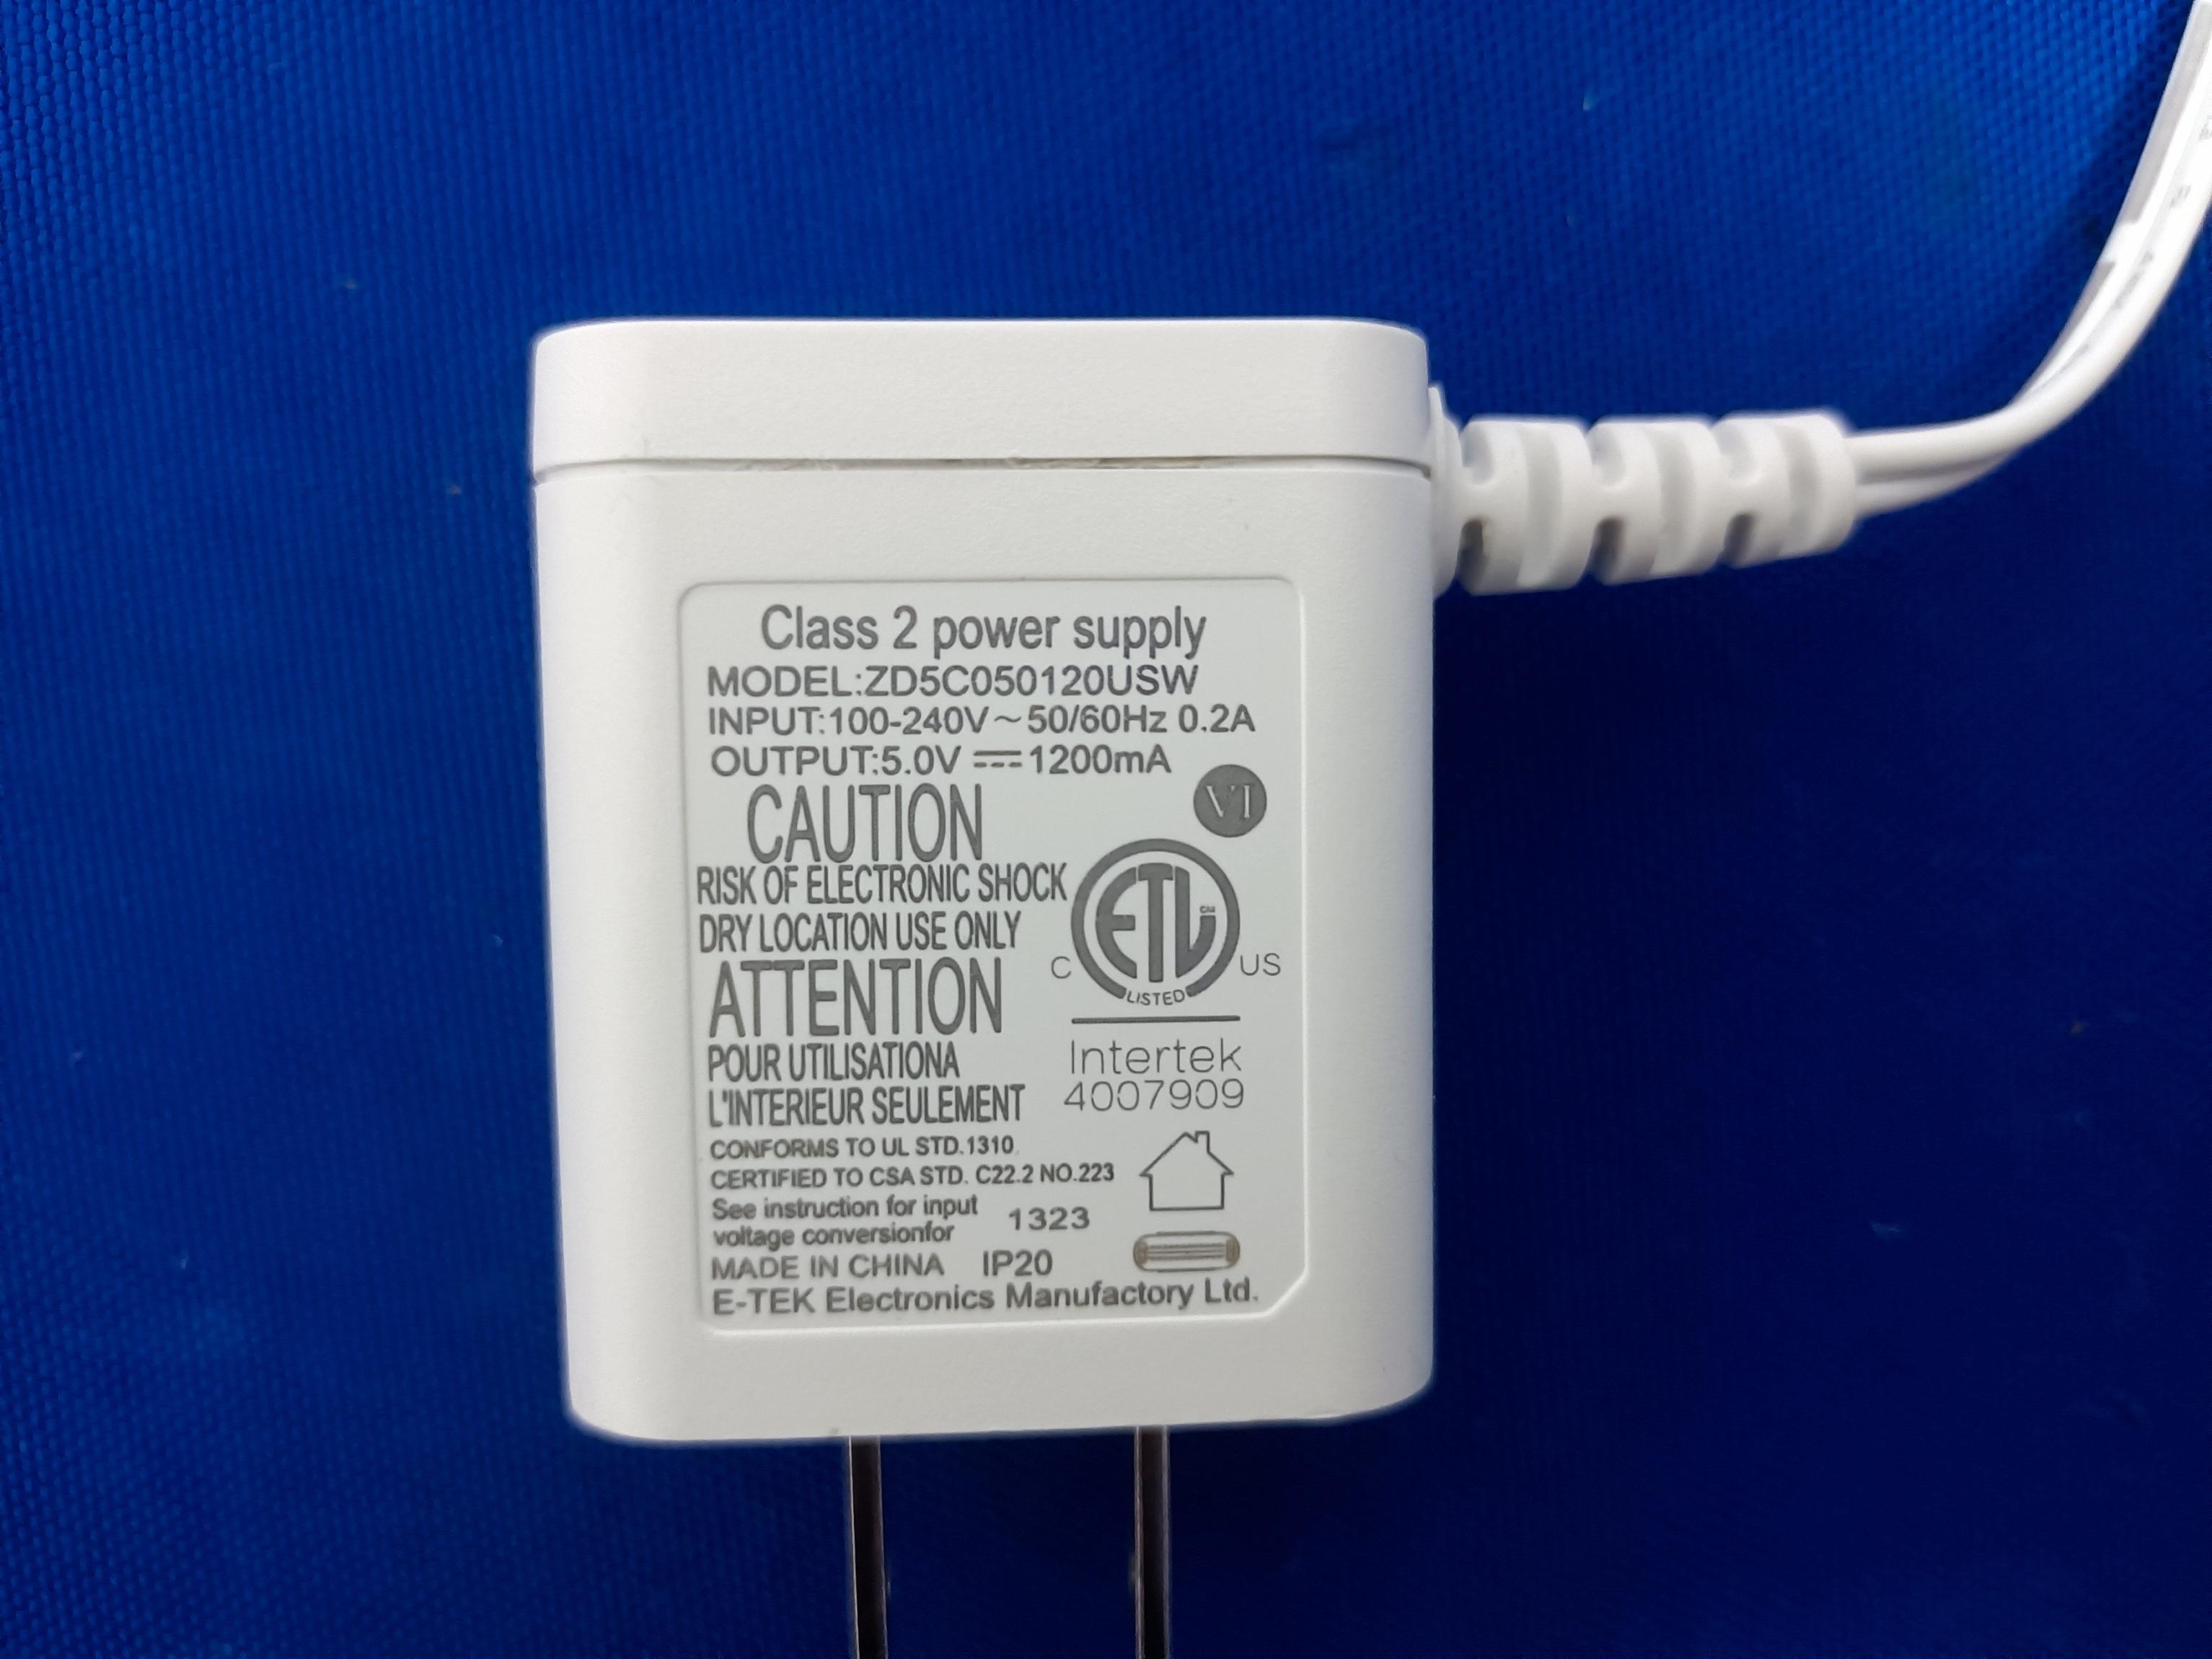 Class 2 power supply
MODEL:ZD5C050120USW
INPUT:100-240V~50/60Hz 0.2A
OUTPUT:5.0V ⎓ 1200mA
VI
CAUTION
RISK OF ELECTRONIC SHOCK
DRY LOCATION USE ONLY
ATTENTION
POUR UTILISATIONA
L'INTERIEUR SEULEMENT
ETL
C US
LISTED
Intertek
4007909
CONFORMS TO UL STD.1310.
CERTIFIED TO CSA STD. C22.2 NO.223
See instruction for input
voltage conversionfor
1323
MADE IN CHINA IP20
E-TEK Electronics Manufactory Ltd.